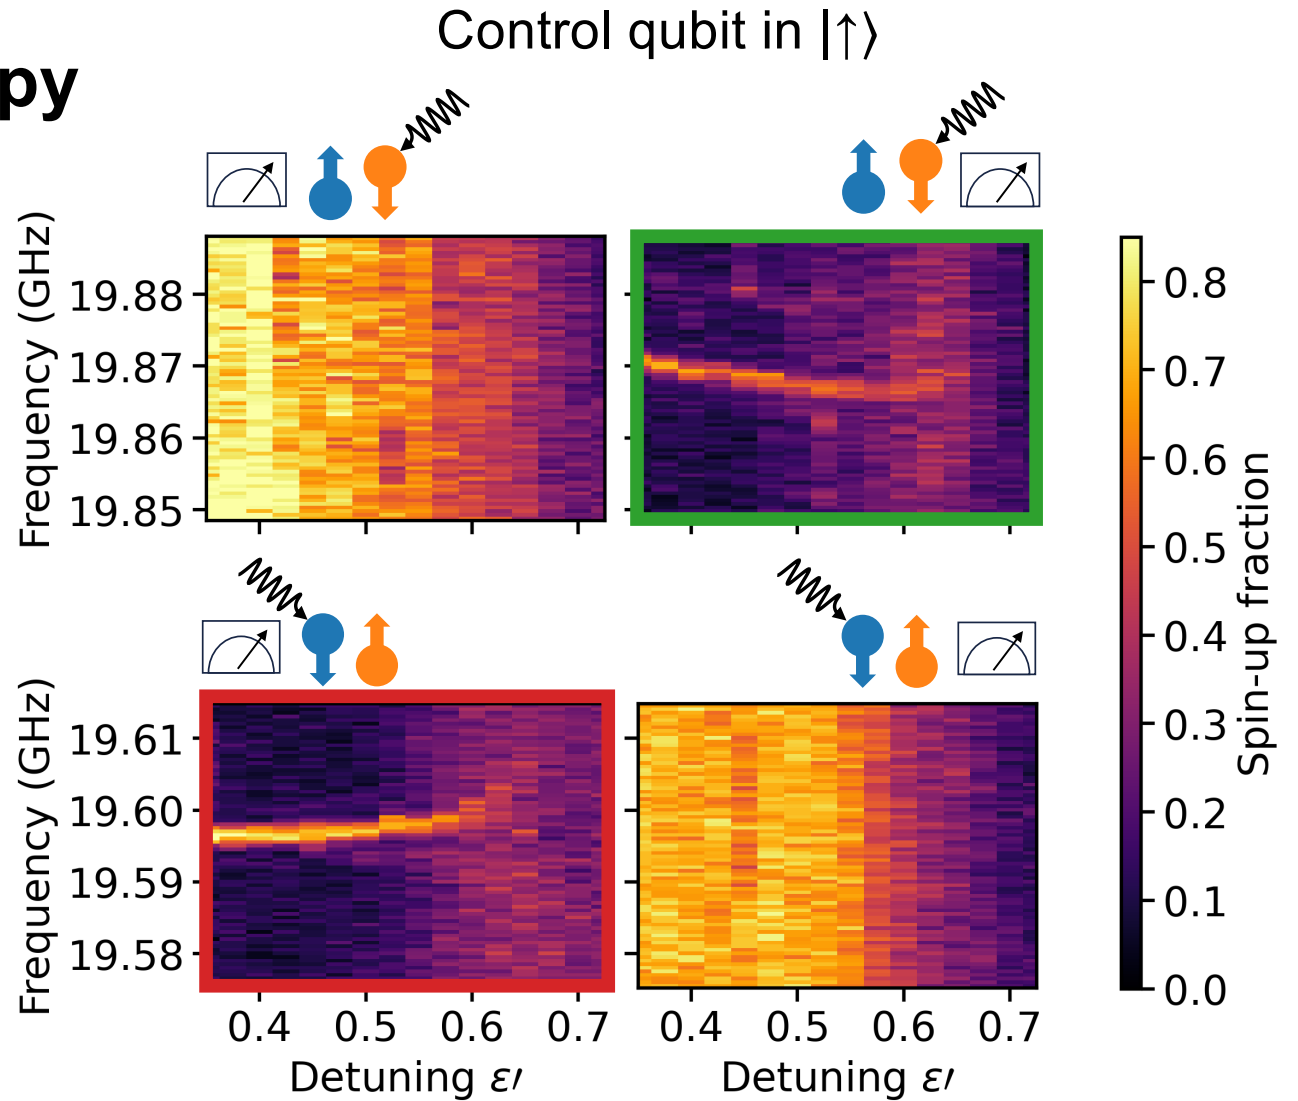 Control qubit in |↑⟩
py
Frequency (GHz)
19.88
19.87
19.86
19.85
Frequency (GHz)
19.61
19.60
19.59
19.58
0.4 0.5 0.6 0.7
Detuning ε′
0.4 0.5 0.6 0.7
Detuning ε′
0.8
0.7
0.6
0.5
0.4
0.3
0.2
0.1
0.0
Spin-up fraction